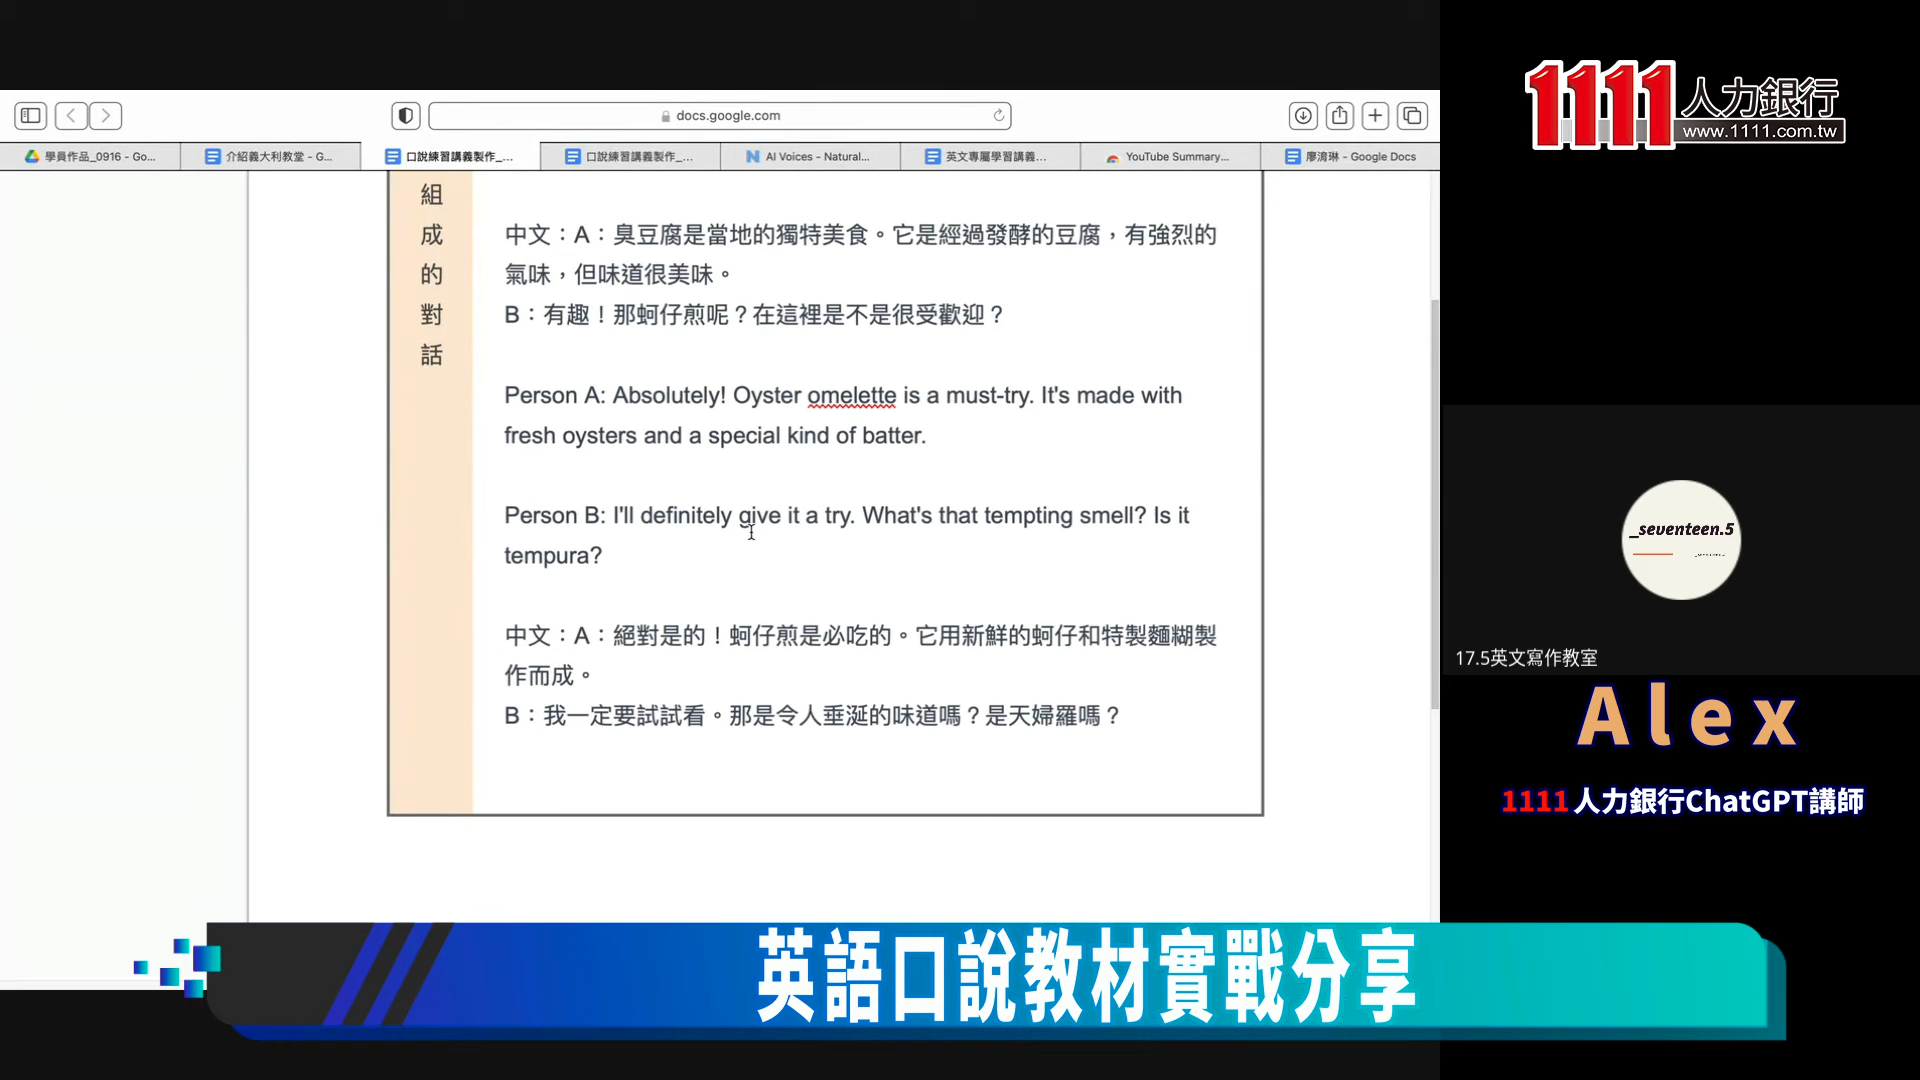 docs.google.com
學員作品_0916 - Go...
介紹義大利教堂 - G...
口說練習講義製作_...
口說練習講義製作_...
AI Voices - Natural...
英文專屬學習講義...
YouTube Summary...
廖淯琳 - Google Docs
組
成
的
對
話
中文：A：臭豆腐是當地的獨特美食。它是經過發酵的豆腐，有強烈的
氣味，但味道很美味。
B：有趣！那蚵仔煎呢？在這裡是不是很受歡迎？
Person A: Absolutely! Oyster omelette is a must-try. It's made with
fresh oysters and a special kind of batter.
Person B: I'll definitely give it a try. What's that tempting smell? Is it
tempura?
中文：A：絕對是的！蚵仔煎是必吃的。它用新鮮的蚵仔和特製麵糊製
作而成。
B：我一定要試試看。那是令人垂涎的味道嗎？是天婦羅嗎？
1111人力銀行
www.1111.com.tw
_seventeen.5
17.5英文寫作教室
Alex
1111人力銀行ChatGPT講師
英語口說教材實戰分享